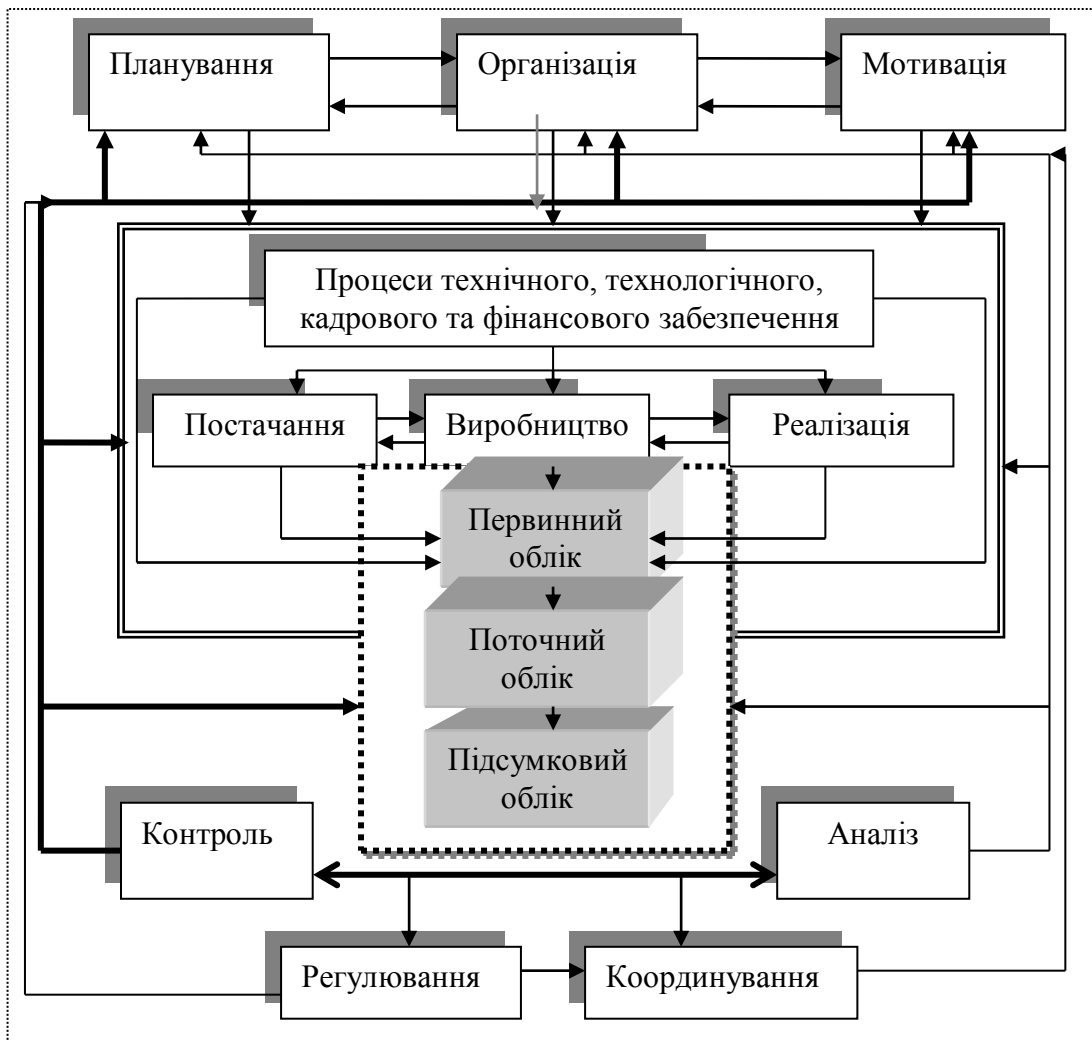 Планування
Організація
Мотивація
Процеси технічного, технологічного,
кадрового та фінансового забезпечення
Постачання
Виробництво
Реалізація
Первинний
облік
Поточний
облік
Підсумковий
облік
Контроль
Аналіз
Регулювання
Координування